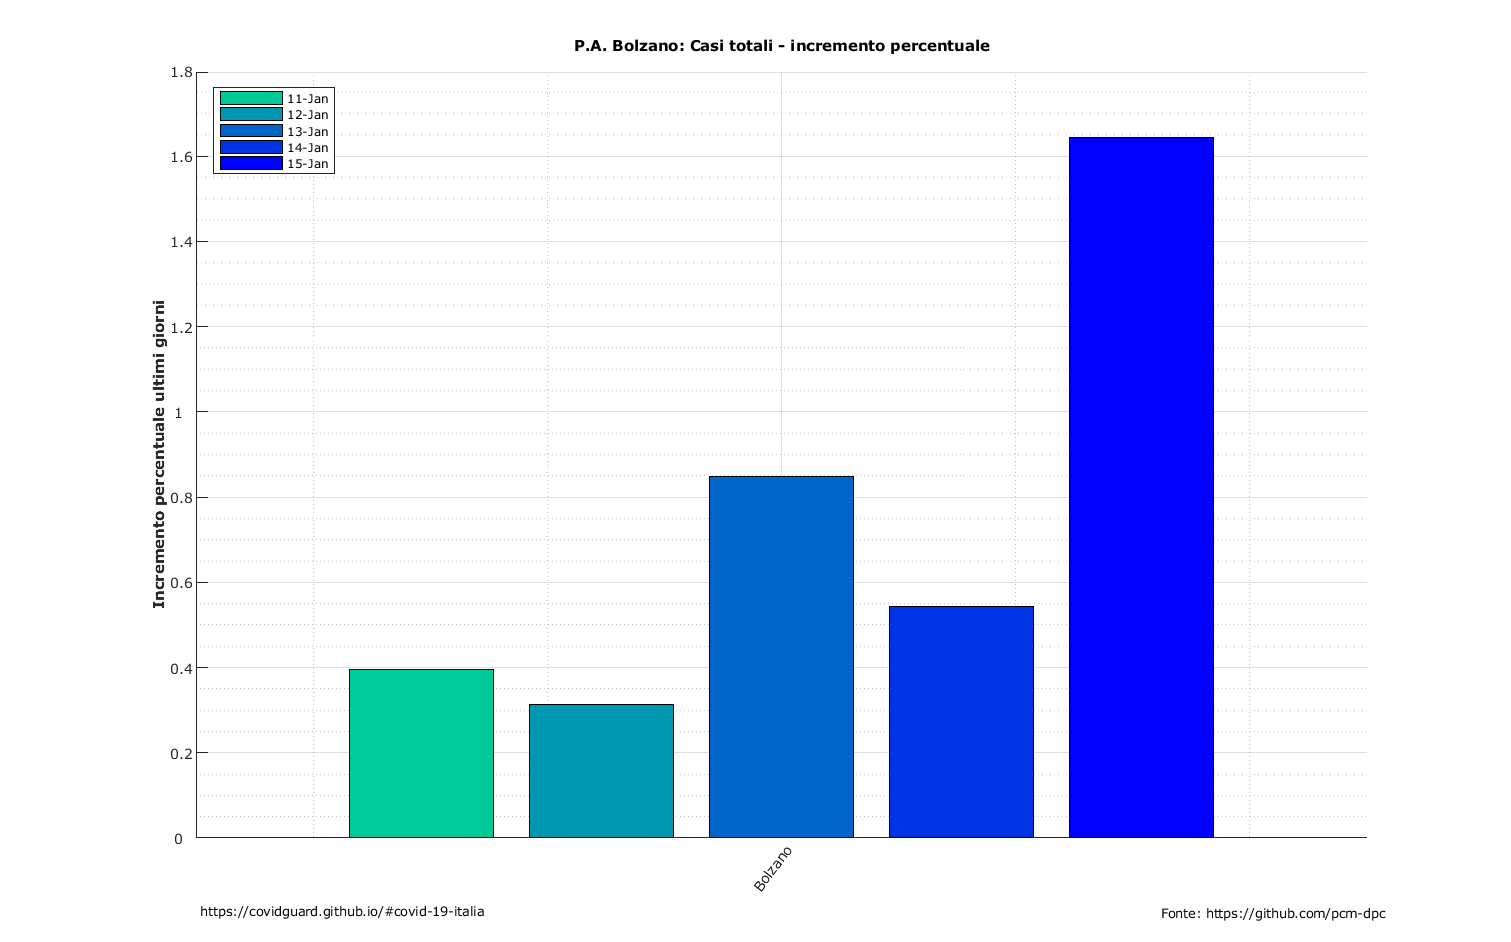 P.A. Bolzano: Casi totali - incremento percentuale
1.8
1.6
1.4
1.2
1
0.8
0.6
0.4
0.2
0
Incremento percentuale ultimi giorni
11-Jan
12-Jan
13-Jan
14-Jan
15-Jan
Bolzano
https://covidguard.github.io/#covid-19-italia
Fonte: https://github.com/pcm-dpc